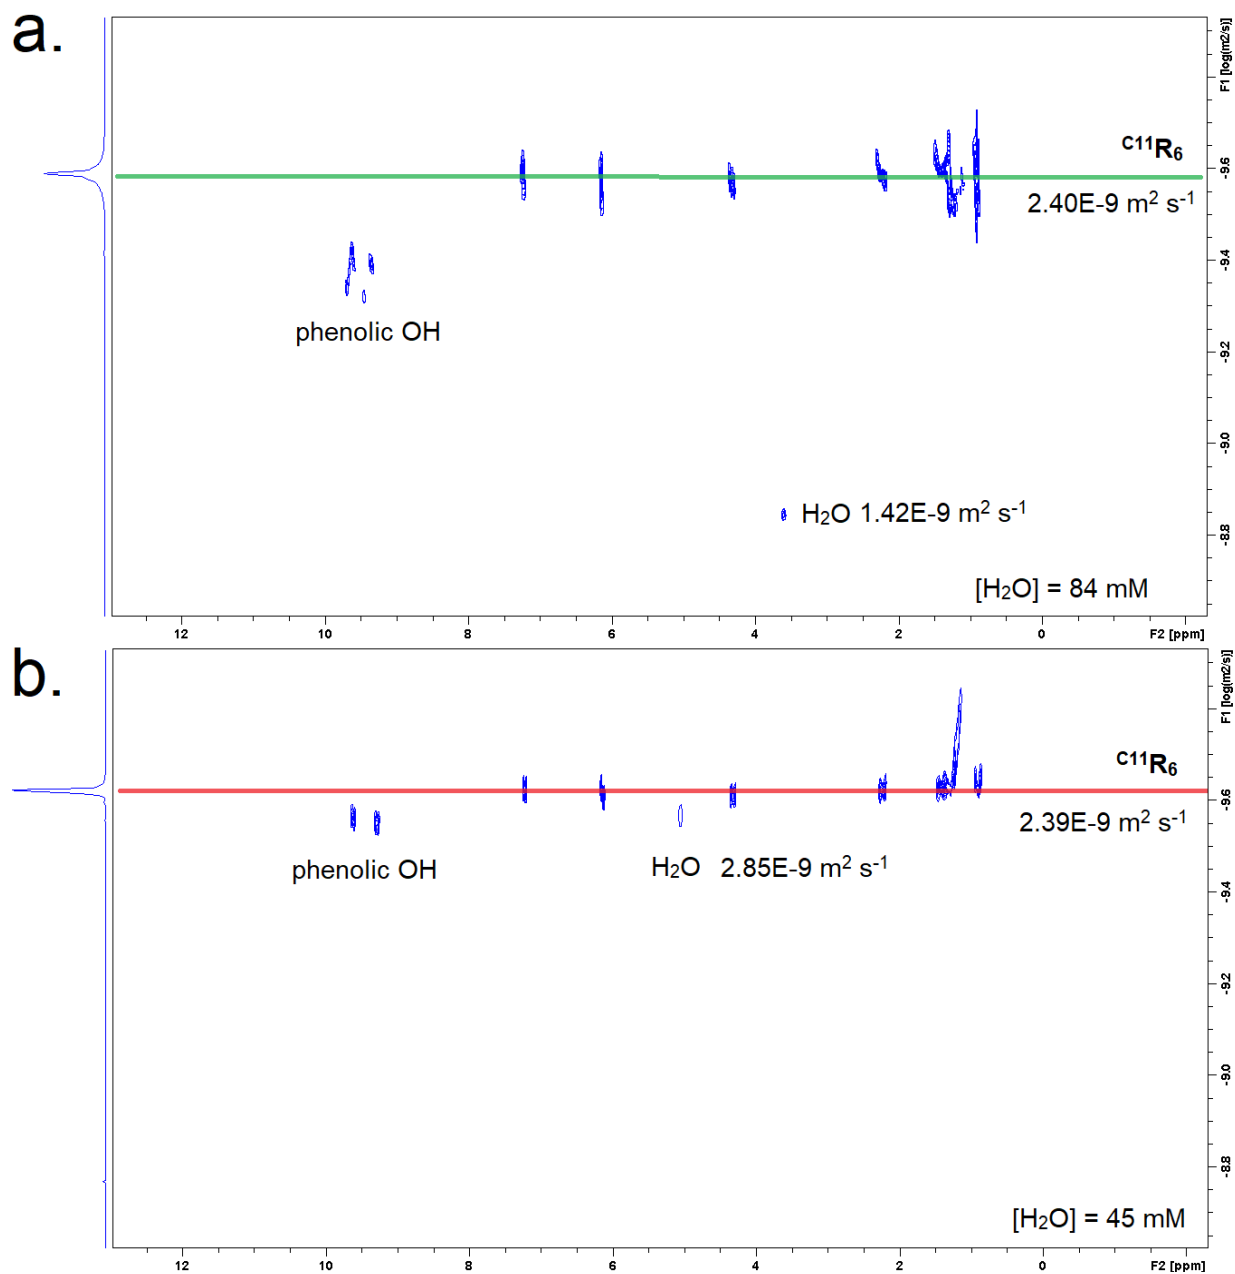 a.
F1 [log(m2/s)]
C11R6
-9.6
2.40E-9 m2 s-1
-9.4
phenolic OH
-9.2
-9.0
H2O 1.42E-9 m2 s-1
-8.8
[H2O] = 84 mM
12 10 8 6 4 2 0 F2 [ppm]
b.
F1 [log(m2/s)]
C11R6
-9.6
2.39E-9 m2 s-1
phenolic OH
H2O 2.85E-9 m2 s-1
-9.4
-9.2
-9.0
-8.8
[H2O] = 45 mM
12 10 8 6 4 2 0 F2 [ppm]